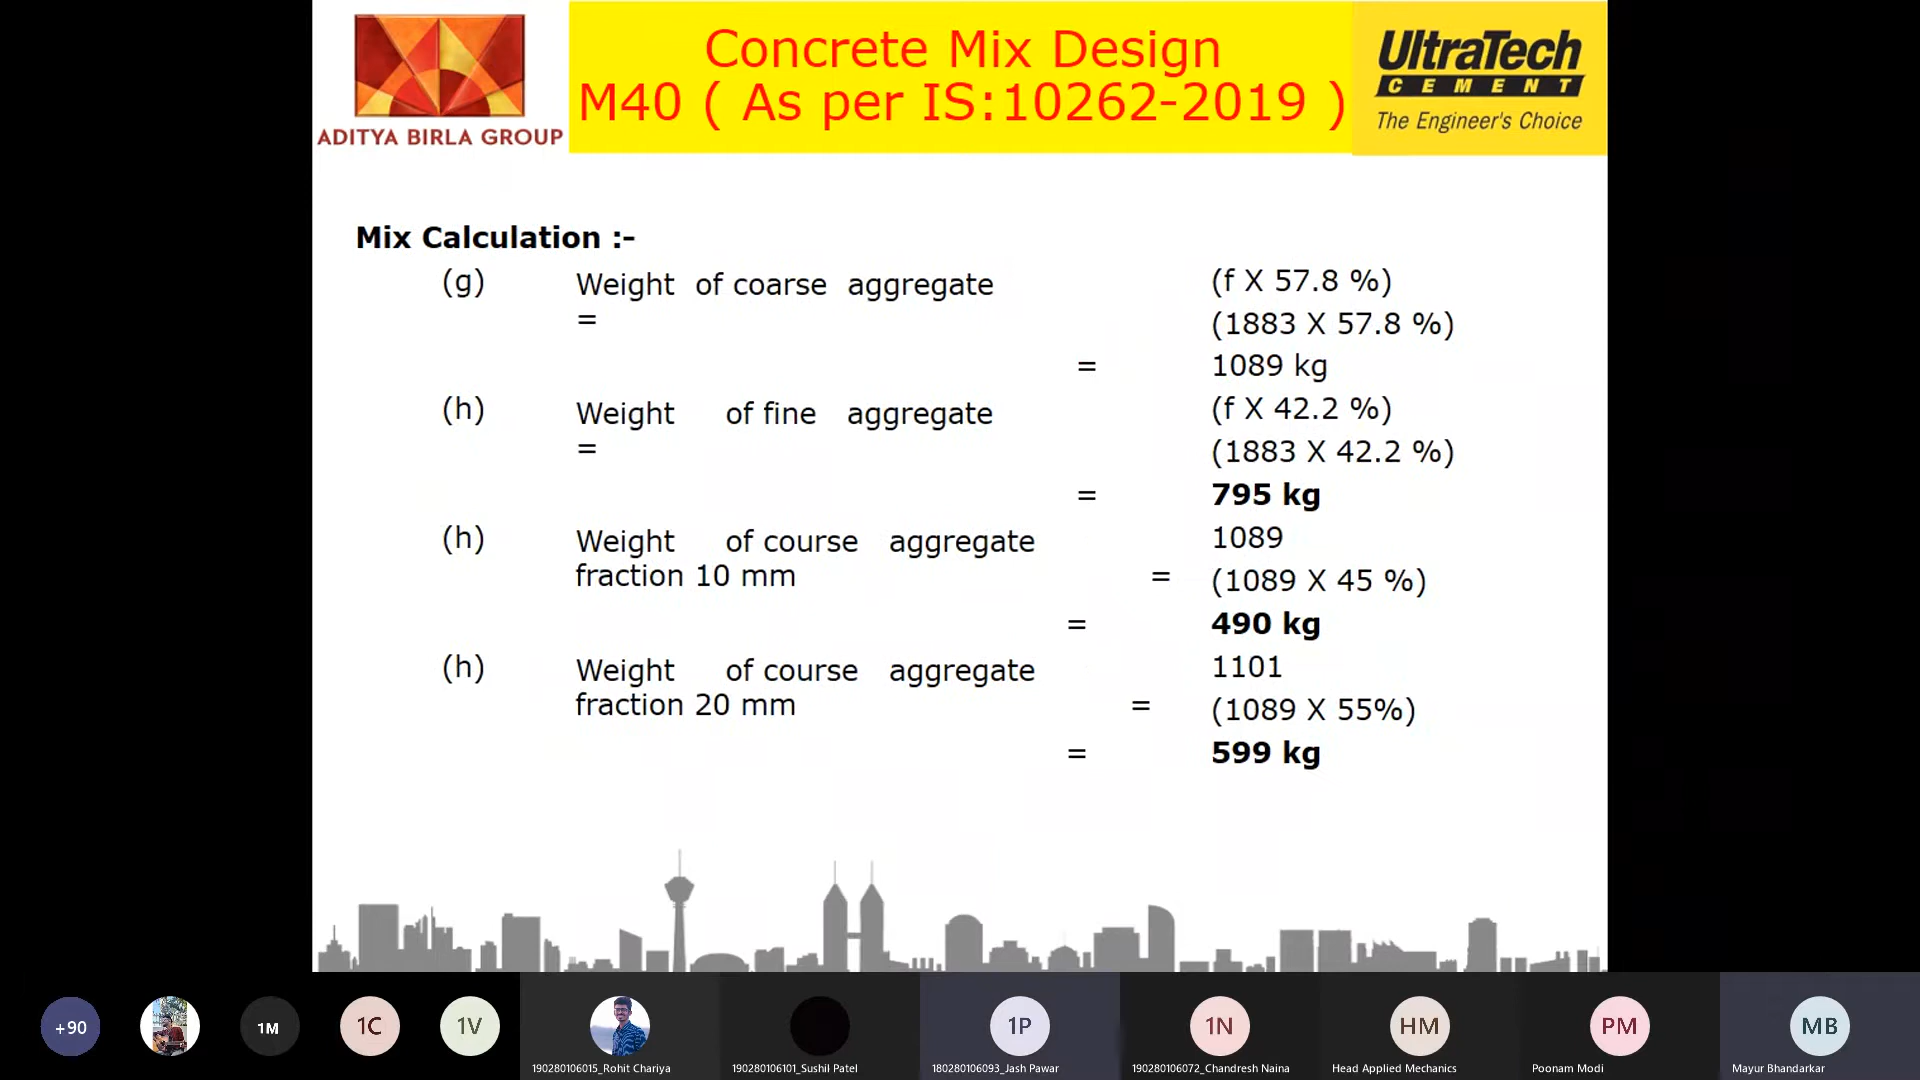 ADITYA BIRLA GROUP
Concrete Mix Design
M40 ( As per IS:10262-2019 )
UltraTech
CEMENT
The Engineer's Choice
Mix Calculation :-
(g) Weight of coarse aggregate (f X 57.8 %)
= (1883 X 57.8 %)
= 1089 kg
(h) Weight of fine aggregate (f X 42.2 %)
= (1883 X 42.2 %)
= 795 kg
(h) Weight of course aggregate 1089
fraction 10 mm = (1089 X 45 %)
= 490 kg
(h) Weight of course aggregate 1101
fraction 20 mm = (1089 X 55%)
= 599 kg
+90 1M 1C 1V 1P 1N HM PM MB
190280106015_Rohit Chariya 190280106101_Sushil Patel 180280106093_Jash Pawar 190280106072_Chandresh Naina Head Applied Mechanics Poonam Modi Mayur Bhandarkar